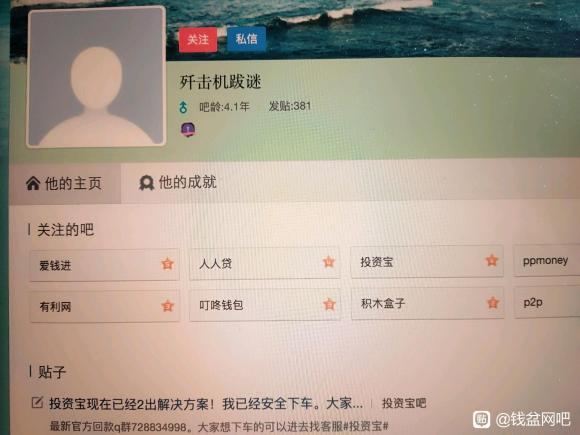 关注 私信
歼击机跋谜
吧龄:4.1年 发贴:381
他的主页 他的成就
关注的吧
爱钱进 人人贷 投资宝 ppmoney
有利网 叮咚钱包 积木盒子 p2p
贴子
投资宝现在已经2出解决方案！我已经安全下车。大家... 投资宝吧
最新官方回款q群728834998。大家想下车的可以进去找客服#投资宝#
贴 @钱盆网吧